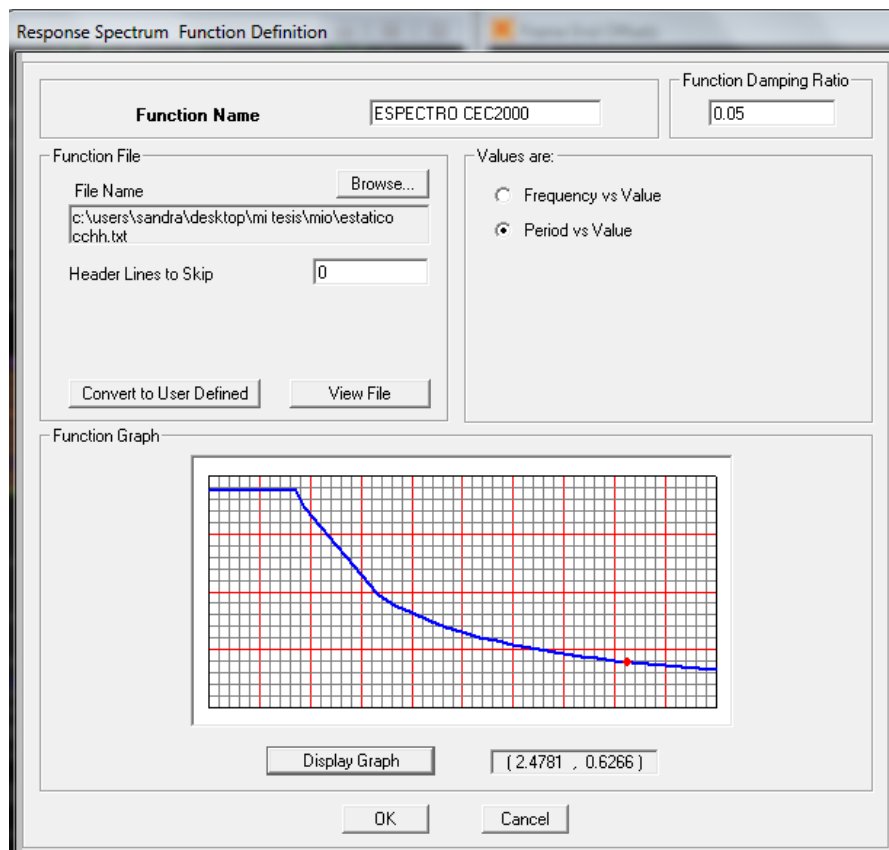 Response Spectrum Function Definition
Function Name
ESPECTRO CEC2000
Function Damping Ratio
0.05
Function File
File Name
Browse...
c:\users\sandra\desktop\mi tesis\mio\estatico
cchh.txt
Header Lines to Skip
0
Convert to User Defined
View File
Values are:
Frequency vs Value
Period vs Value
Function Graph
Display Graph
( 2.4781 , 0.6266 )
OK
Cancel